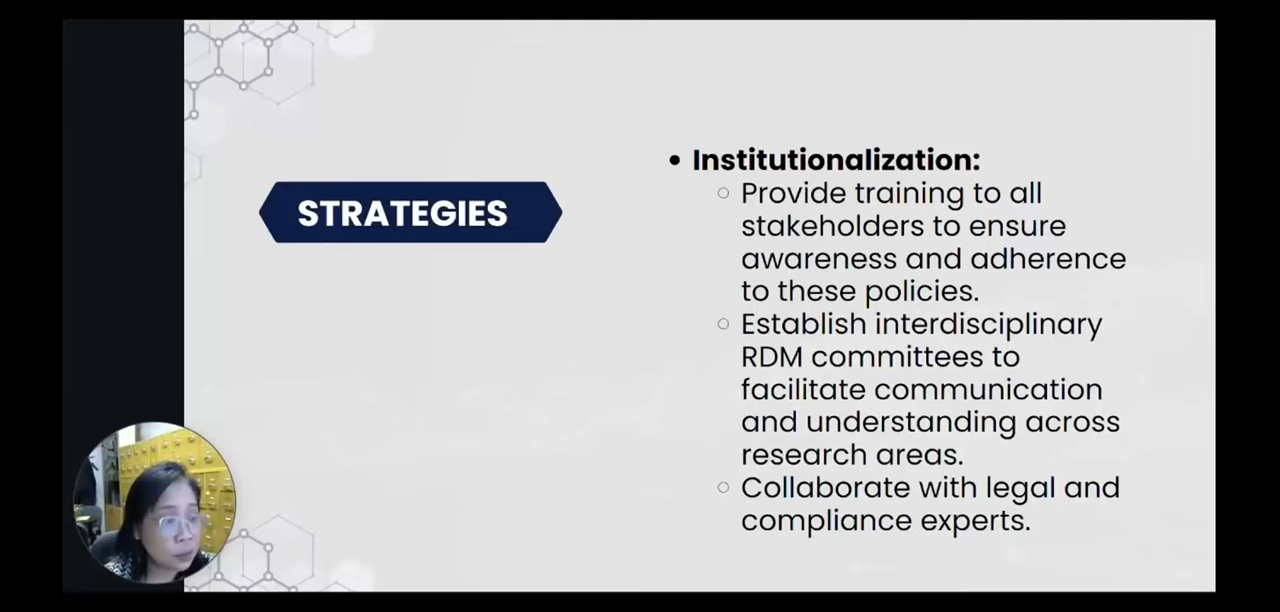 STRATEGIES
• Institutionalization:
○ Provide training to all
stakeholders to ensure
awareness and adherence
to these policies.
○ Establish interdisciplinary
RDM committees to
facilitate communication
and understanding across
research areas.
○ Collaborate with legal and
compliance experts.